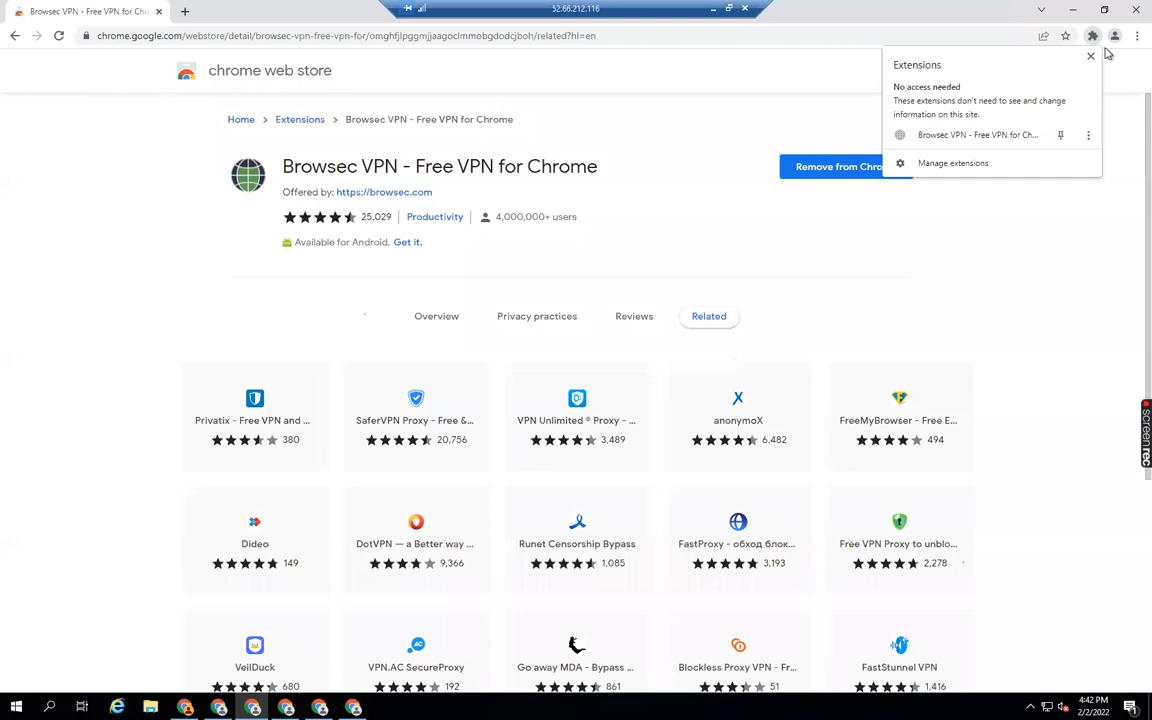 Browsec VPN - Free VPN for Chr
52.66.212.116
chrome.google.com/webstore/detail/browsec-vpn-free-vpn-for/omghfjlpggmjjaagoclmmobgdodcjboh/related?hl=en
chrome web store
Extensions
No access needed
These extensions don't need to see and change
information on this site.
Browsec VPN - Free VPN for Ch...
Manage extensions
Home > Extensions > Browsec VPN - Free VPN for Chrome
Browsec VPN - Free VPN for Chrome
Remove from Chro
Offered by: https://browsec.com
25,029 | Productivity | 4,000,000+ users
Available for Android. Get it.
Overview Privacy practices Reviews Related
Privatix - Free VPN and ... SaferVPN Proxy - Free &... VPN Unlimited ® Proxy - ... anonymoX FreeMyBrowser - Free E...
380 20,756 3,489 6,482 494
Dideo DotVPN — a Better way ... Runet Censorship Bypass FastProxy - обход блок... Free VPN Proxy to unblo...
149 9,366 1,085 3,193 2,278
VeilDuck VPN.AC SecureProxy Go away MDA - Bypass ... Blockless Proxy VPN - Fr... FastStunnel VPN
680 192 861 51 1,416
screenrec
4:42 PM
2/2/2022